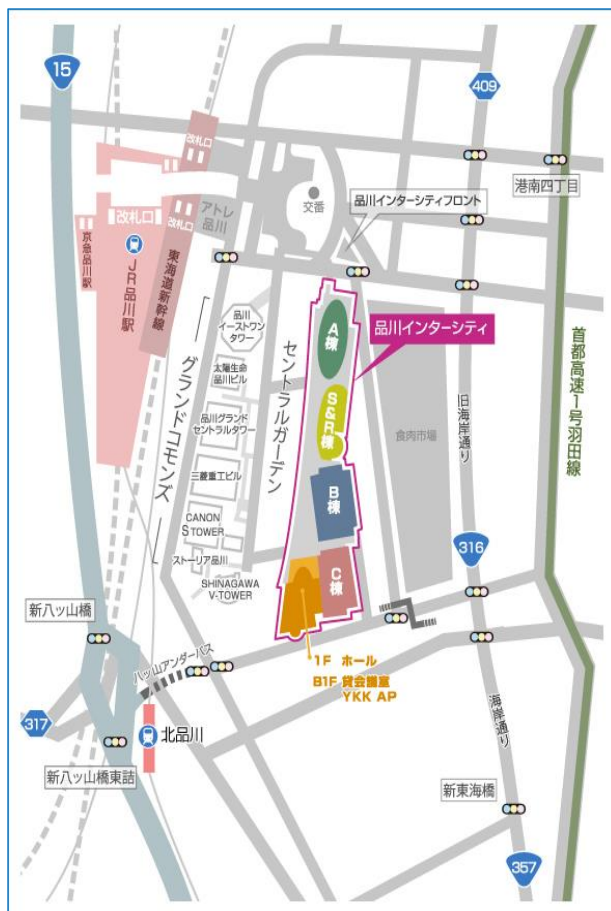 15
409
改札口
改札口
改札口
アトレ
品川
交番
品川インターシティフロント
港南四丁目
京急品川駅
JR品川駅
東海道新幹線
品川
イーストワン
タワー
太陽生命
品川ビル
品川グランド
セントラルタワー
三菱重工ビル
CANON
S TOWER
ストーリア品川
SHINAGAWA
V-TOWER
グランドコモンズ
セントラルガーデン
A棟
S&R棟
B棟
C棟
品川インターシティ
食肉市場
旧海岸通り
首都高速1号羽田線
316
新八ッ山橋
八ッ山アンダーパス
1F ホール
B1F 貸会議室
YKK AP
317
北品川
新八ッ山橋東詰
海岸通り
新東海橋
357